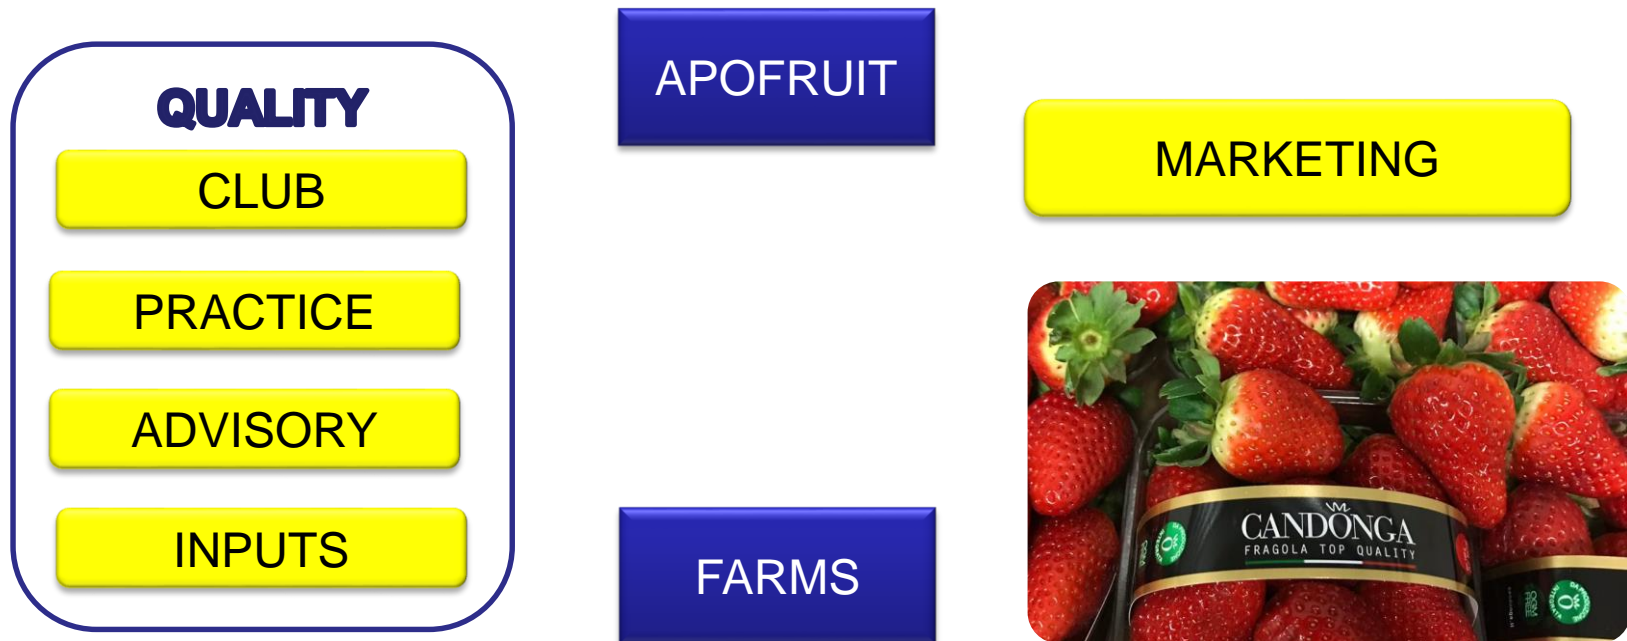 QUALITY
CLUB
PRACTICE
ADVISORY
INPUTS
APOFRUIT
FARMS
MARKETING
CANDONGA
FRAGOLA TOP QUALITY